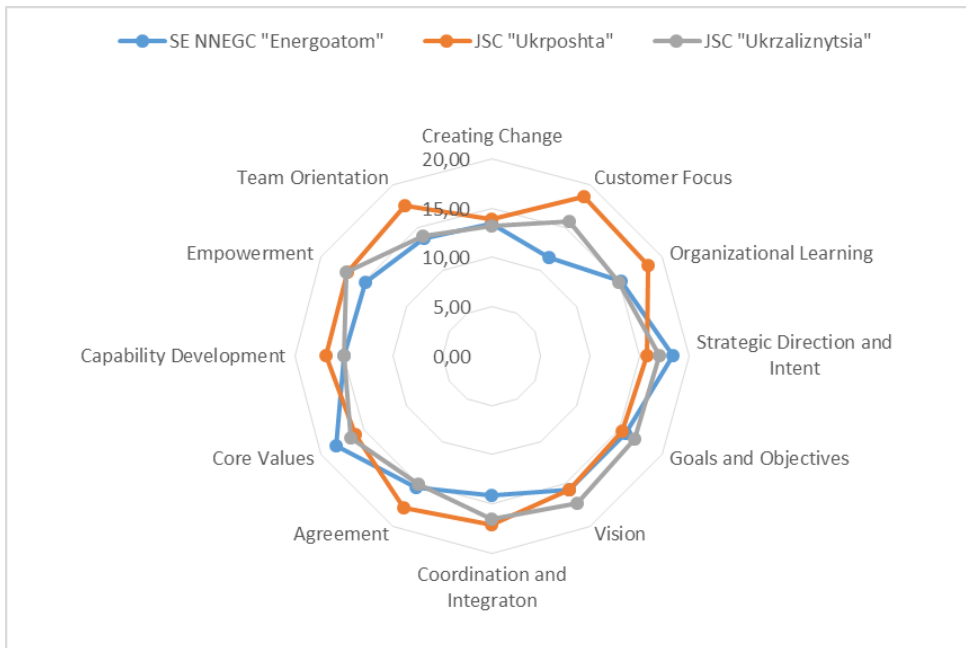 SE NNEGC "Energoatom"
JSC "Ukrposhta"
JSC "Ukrzaliznytsia"
Creating Change
20,00
Team Orientation
Customer Focus
15,00
Empowerment
10,00
Organizational Learning
5,00
Capability Development
0,00
Strategic Direction and
Intent
Core Values
Goals and Objectives
Agreement
Vision
Coordination and
Integraton